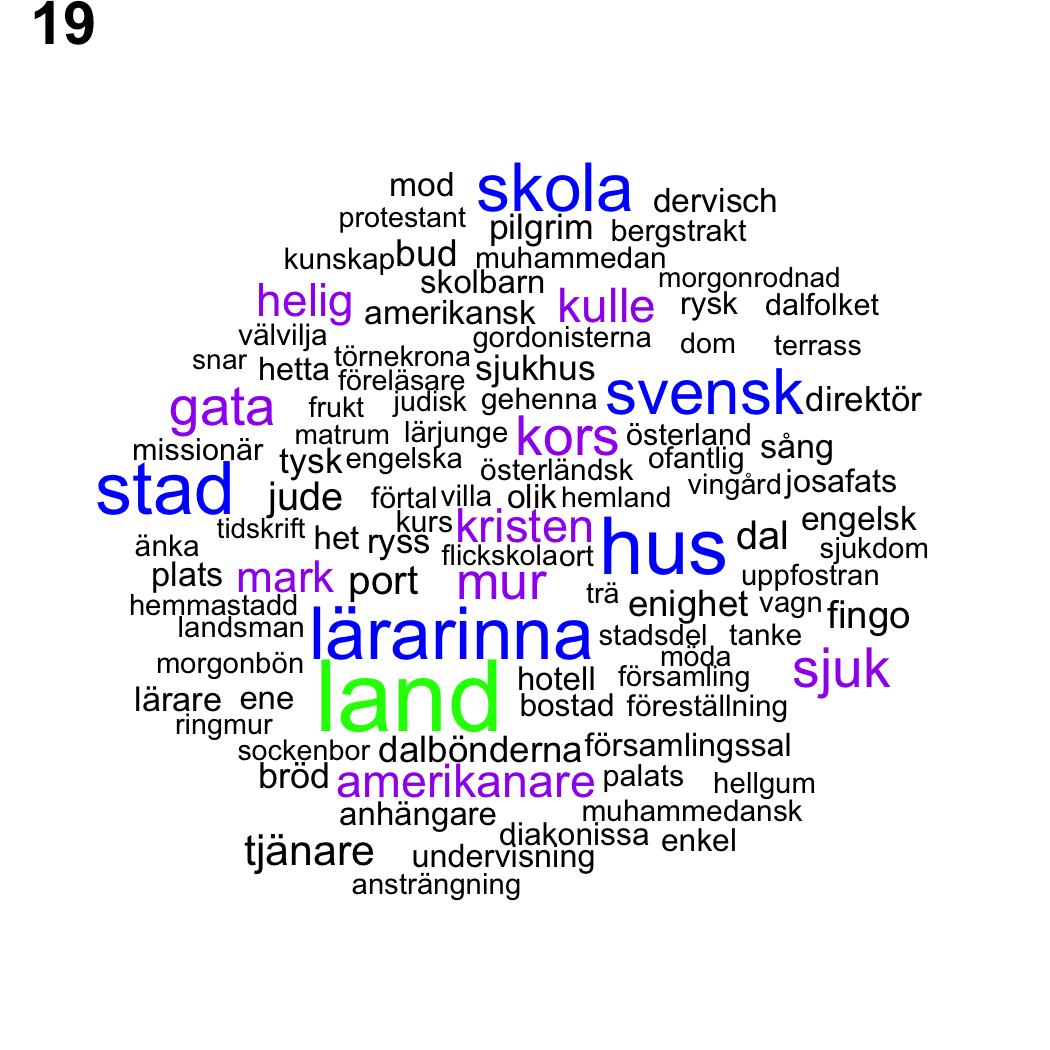 19
mod skola dervisch
protestant pilgrim bergstrakt
kunskap bud muhammedan
skolbarn morgonrodnad
helig amerikansk kulle rysk dalfolket
välvilja gordonisterna dom terrass
snar hetta törnekrona sjukhus
föreläsare
gata frukt judisk gehenna svensk direktör
missionär matrum lärjunge kors österland sång
tysk engelska österländsk ofantlig
stad jude förtal villa olik hemland vingård josafats
tidskrift het ryss kurs kristen hus dal engelsk
änka flickskola ort sjukdom
plats mark port mur trä uppfostran
hemmastadd enighet vagn fingo
landsman lärarinna stadsdel tanke
morgonbön möda
lärare ene land hotell församling sjuk
ringmur bostad föreställning
sockenbor dalbönderna församlingssal
bröd amerikanare palats hellgum
anhängare muhammedansk
tjänare diakonissa enkel
undervisning
ansträngning